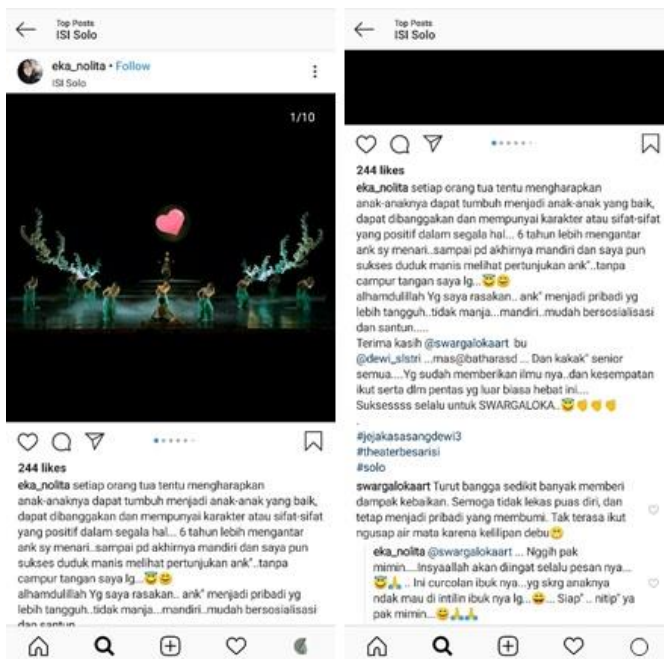 Top Posts
ISI Solo
eka_nolita • Follow
ISI Solo
1/10
244 likes
eka_nolita setiap orang tua tentu mengharapkan
anak-anaknya dapat tumbuh menjadi anak-anak yang baik,
dapat dibanggakan dan mempunyai karakter atau sifat-sifat
yang positif dalam segala hal... 6 tahun lebih mengantar
ank sy menari..sampai pd akhirnya mandiri dan saya pun
sukses duduk manis melihat pertunjukan ank"..tanpa
campur tangan saya lg...😇😄
alhamdulillah Yg saya rasakan.. ank" menjadi pribadi yg
lebih tangguh..tidak manja...mandiri..mudah bersosialisasi
dan santun
Top Posts
ISI Solo
244 likes
eka_nolita setiap orang tua tentu mengharapkan
anak-anaknya dapat tumbuh menjadi anak-anak yang baik,
dapat dibanggakan dan mempunyai karakter atau sifat-sifat
yang positif dalam segala hal... 6 tahun lebih mengantar
ank sy menari..sampai pd akhirnya mandiri dan saya pun
sukses duduk manis melihat pertunjukan ank"..tanpa
campur tangan saya lg...😇😄
alhamdulillah Yg saya rasakan.. ank" menjadi pribadi yg
lebih tangguh..tidak manja...mandiri..mudah bersosialisasi
dan santun.....
Terima kasih @swargalokaart bu
@dewi_slstri ...mas@batharasd ... Dan kakak" senior
semua....Yg sudah memberikan ilmu nya..dan kesempatan
ikut serta dlm pentas yg luar biasa hebat ini....
Suksessss selalu untuk SWARGALOKA..😇✊✊✊
.
#jejakasasangdewi3
#theaterbesarisi
#solo
swargalokaart Turut bangga sedikit banyak memberi
dampak kebaikan. Semoga tidak lekas puas diri, dan
tetap menjadi pribadi yang membumi. Tak terasa ikut
ngusap air mata karena kelilipan debu😁
eka_nolita @swargalokaart ... Nggih pak
mimin....Insyaallah akan diingat selalu pesan nya...
😇🙏.. Ini curcolan ibuk nya...yg skrg anaknya
ndak mau di intilin ibuk nya lg...😄... Siap".. nitip" ya
pak mimin...😄🙏🙏